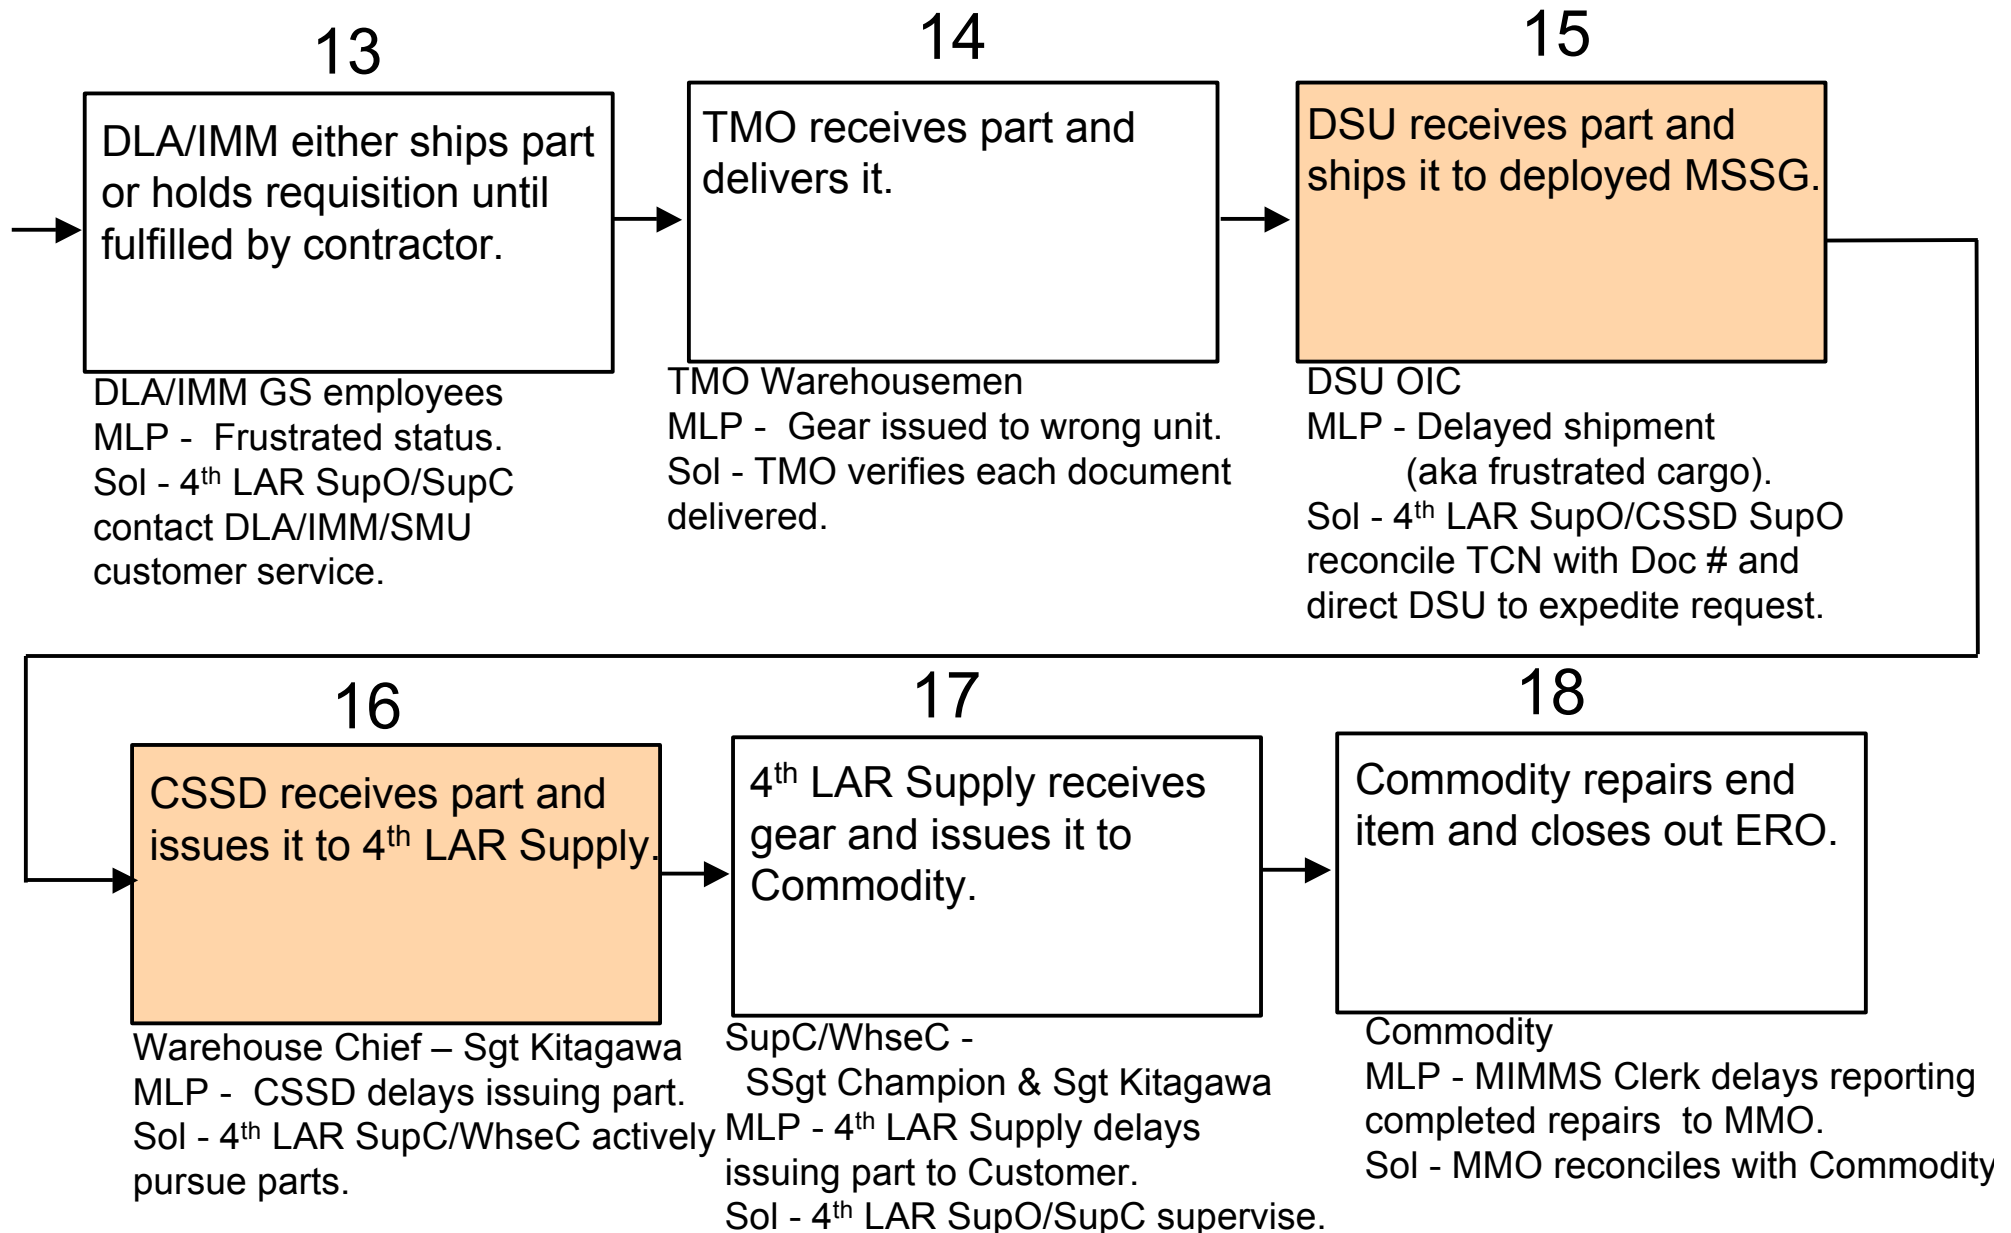 13
DLA/IMM either ships part
or holds requisition until
fulfilled by contractor.
DLA/IMM GS employees
MLP -  Frustrated status.
Sol - 4th LAR SupO/SupC
contact DLA/IMM/SMU
customer service.
14
TMO receives part and
delivers it.
TMO Warehousemen
MLP -  Gear issued to wrong unit.
Sol - TMO verifies each document
delivered.
15
DSU receives part and
ships it to deployed MSSG.
DSU OIC
MLP - Delayed shipment
(aka frustrated cargo).
Sol - 4th LAR SupO/CSSD SupO
reconcile TCN with Doc # and
direct DSU to expedite request.
16
CSSD receives part and
issues it to 4th LAR Supply.
Warehouse Chief – Sgt Kitagawa
MLP -  CSSD delays issuing part.
Sol - 4th LAR SupC/WhseC actively
pursue parts.
17
4th LAR Supply receives
gear and issues it to
Commodity.
SupC/WhseC -
SSgt Champion & Sgt Kitagawa
MLP - 4th LAR Supply delays
issuing part to Customer.
Sol - 4th LAR SupO/SupC supervise.
18
Commodity repairs end
item and closes out ERO.
Commodity
MLP - MIMMS Clerk delays reporting
completed repairs  to MMO.
Sol - MMO reconciles with Commodity